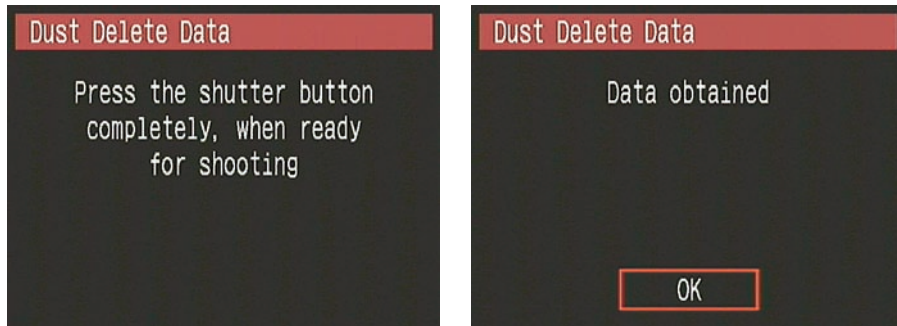 Dust Delete Data
Press the shutter button
completely, when ready
for shooting
Dust Delete Data
Data obtained
OK